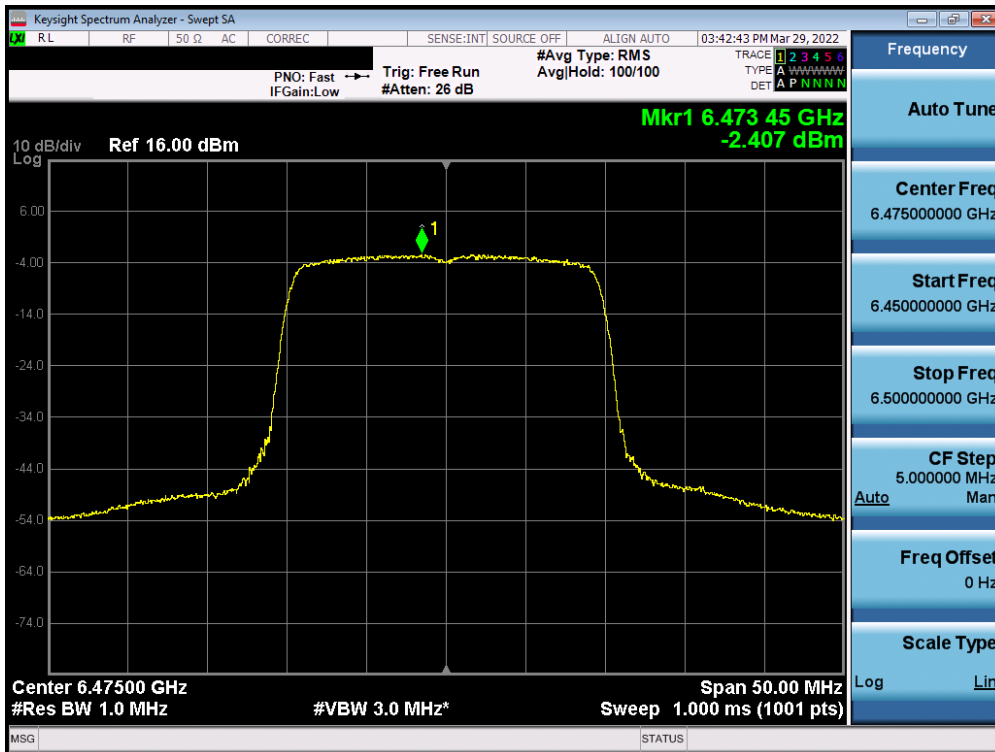 Keysight Spectrum Analyzer - Swept SA
LXI RL RF 50 Ω AC CORREC SENSE:INT SOURCE OFF ALIGN AUTO 03:42:43 PM Mar 29, 2022
PNO: Fast
IFGain:Low
Trig: Free Run
#Atten: 26 dB
#Avg Type: RMS
Avg|Hold: 100/100
TRACE 1 2 3 4 5 6
TYPE A WWWWW
DET A P N N N N
Mkr1 6.473 45 GHz
-2.407 dBm
10 dB/div
Log
Ref 16.00 dBm
1
6.00
-4.00
-14.0
-24.0
-34.0
-44.0
-54.0
-64.0
-74.0
Center 6.47500 GHz
#Res BW 1.0 MHz
#VBW 3.0 MHz*
Span 50.00 MHz
Sweep 1.000 ms (1001 pts)
MSG
STATUS
Frequency
Auto Tune
Center Freq
6.475000000 GHz
Start Freq
6.450000000 GHz
Stop Freq
6.500000000 GHz
CF Step
5.000000 MHz
Auto Man
Freq Offset
0 Hz
Scale Type
Log Lin